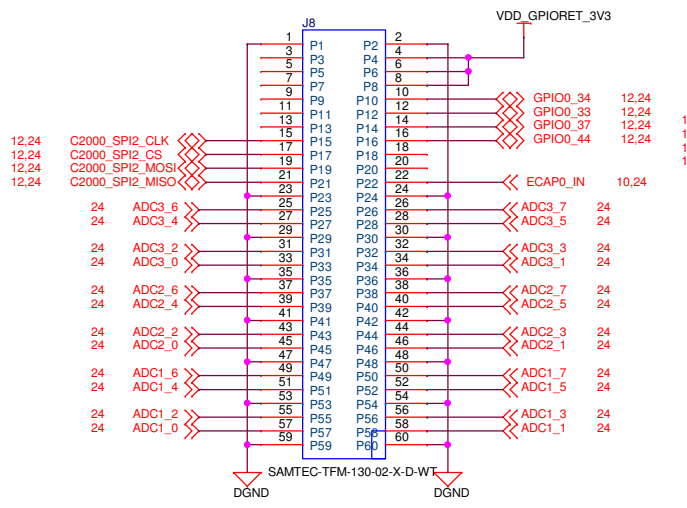 VDD_GPIORET_3V3
J8
1 P1 P2 2
3 P3 P4 4
5 P5 P6 6
7 P7 P8 8
9 P9 P10 10 GPIO0_34 12,24
11 P11 P12 12 GPIO0_33 12,24
13 P13 P14 14 GPIO0_37 12,24 1
12,24 C2000_SPI2_CLK 15 P15 P16 16 GPIO0_44 12,24 1
12,24 C2000_SPI2_CS 17 P17 P18 18 1
12,24 C2000_SPI2_MOSI 19 P19 P20 20 1
12,24 C2000_SPI2_MISO 21 P21 P22 22 ECAP0_IN 10,24
23 P23 P24 24
24 ADC3_6 25 P25 P26 26 ADC3_7 24
24 ADC3_4 27 P27 P28 28 ADC3_5 24
29 P29 P30 30
24 ADC3_2 31 P31 P32 32 ADC3_3 24
24 ADC3_0 33 P33 P34 34 ADC3_1 24
35 P35 P36 36
24 ADC2_6 37 P37 P38 38 ADC2_7 24
24 ADC2_4 39 P39 P40 40 ADC2_5 24
41 P41 P42 42
24 ADC2_2 43 P43 P44 44 ADC2_3 24
24 ADC2_0 45 P45 P46 46 ADC2_1 24
47 P47 P48 48
24 ADC1_6 49 P49 P50 50 ADC1_7 24
24 ADC1_4 51 P51 P52 52 ADC1_5 24
53 P53 P54 54
24 ADC1_2 55 P55 P56 56 ADC1_3 24
24 ADC1_0 57 P57 P58 58 ADC1_1 24
59 P59 P60 60
SAMTEC-TFM-130-02-X-D-WT
DGND DGND